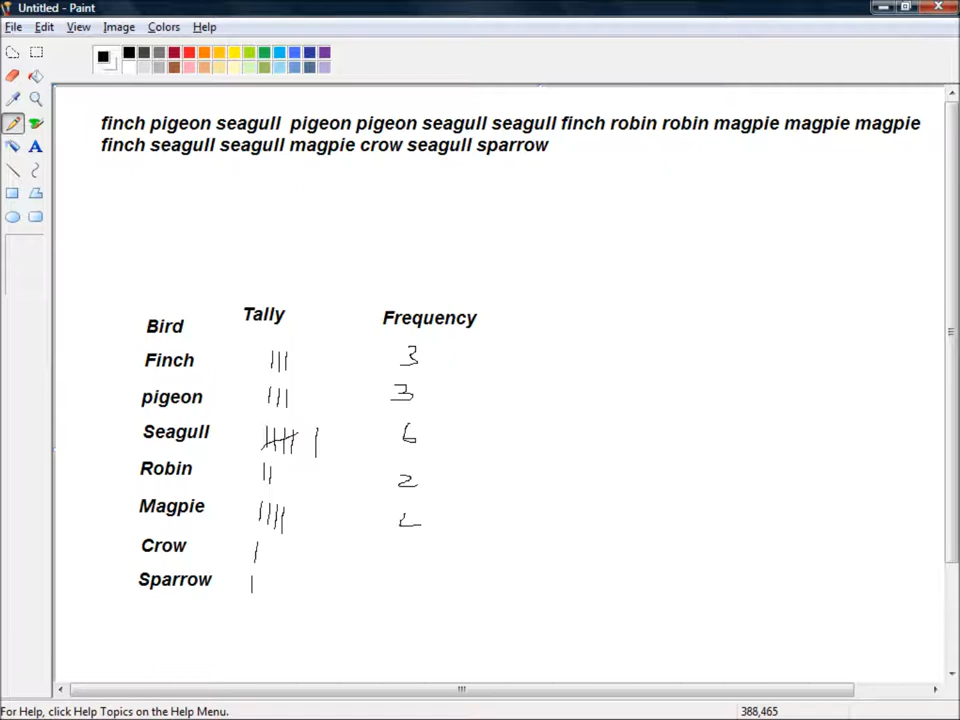 Untitled - Paint
File Edit View Image Colors Help
finch pigeon seagull pigeon pigeon seagull seagull finch robin robin magpie magpie magpie
finch seagull seagull magpie crow seagull sparrow
Bird Tally Frequency
Finch 3
pigeon 3
Seagull 6
Robin 2
Magpie
Crow
Sparrow
For Help, click Help Topics on the Help Menu. 388,465